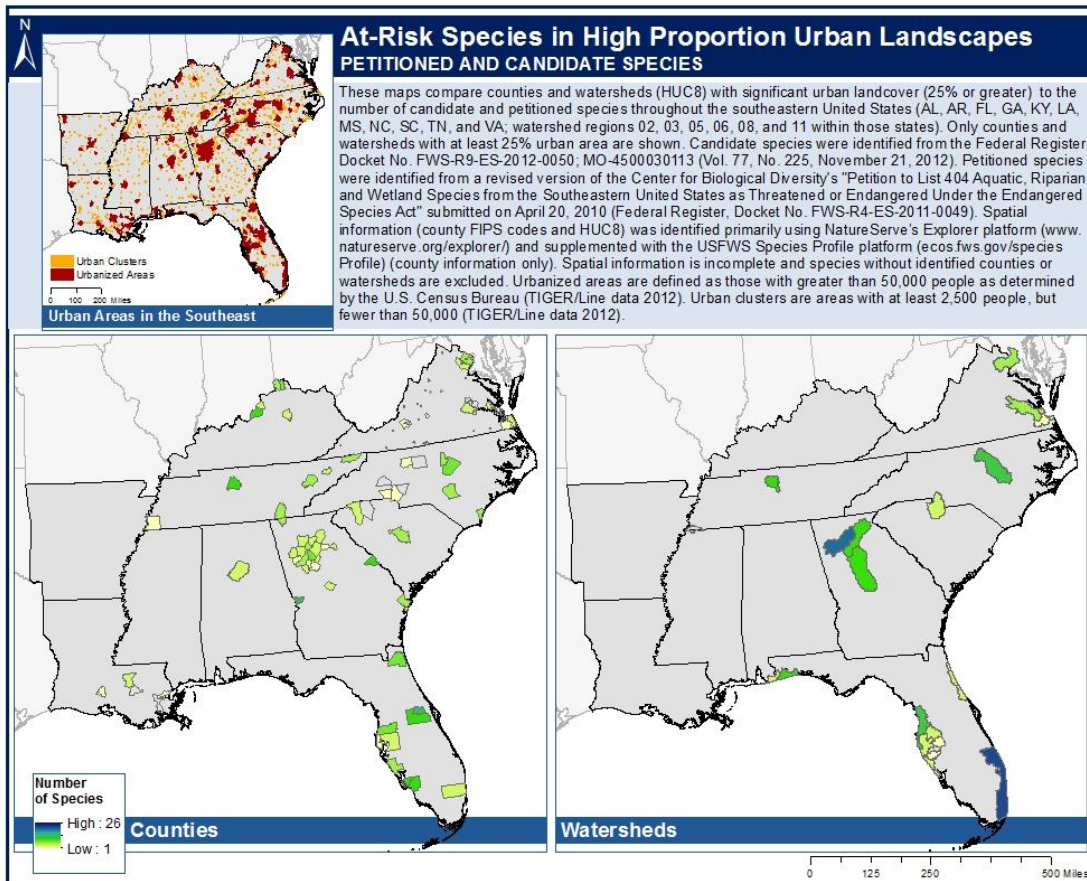 N
At-Risk Species in High Proportion Urban Landscapes
PETITIONED AND CANDIDATE SPECIES
These maps compare counties and watersheds (HUC8) with significant urban landcover (25% or greater) to the
number of candidate and petitioned species throughout the southeastern United States (AL, AR, FL, GA, KY, LA,
MS, NC, SC, TN, and VA; watershed regions 02, 03, 05, 06, 08, and 11 within those states). Only counties and
watersheds with at least 25% urban area are shown. Candidate species were identified from the Federal Register,
Docket No. FWS-R9-ES-2012-0050; MO-4500030113 (Vol. 77, No. 225, November 21, 2012). Petitioned species
were identified from a revised version of the Center for Biological Diversity's "Petition to List 404 Aquatic, Riparian
and Wetland Species from the Southeastern United States as Threatened or Endangered Under the Endangered
Species Act" submitted on April 20, 2010 (Federal Register, Docket No. FWS-R4-ES-2011-0049). Spatial
information (county FIPS codes and HUC8) was identified primarily using NatureServe's Explorer platform (www.
natureserve.org/explorer/) and supplemented with the USFWS Species Profile platform (ecos.fws.gov/species
Profile) (county information only). Spatial information is incomplete and species without identified counties or
watersheds are excluded. Urbanized areas are defined as those with greater than 50,000 people as determined
by the U.S. Census Bureau (TIGER/Line data 2012). Urban clusters are areas with at least 2,500 people, but
fewer than 50,000 (TIGER/Line data 2012).
Urban Clusters
Urbanized Areas
0 100 200 Miles
Urban Areas in the Southeast
Number
of Species
High : 26
Low : 1
Counties
Watersheds
0 125 250 500 Miles